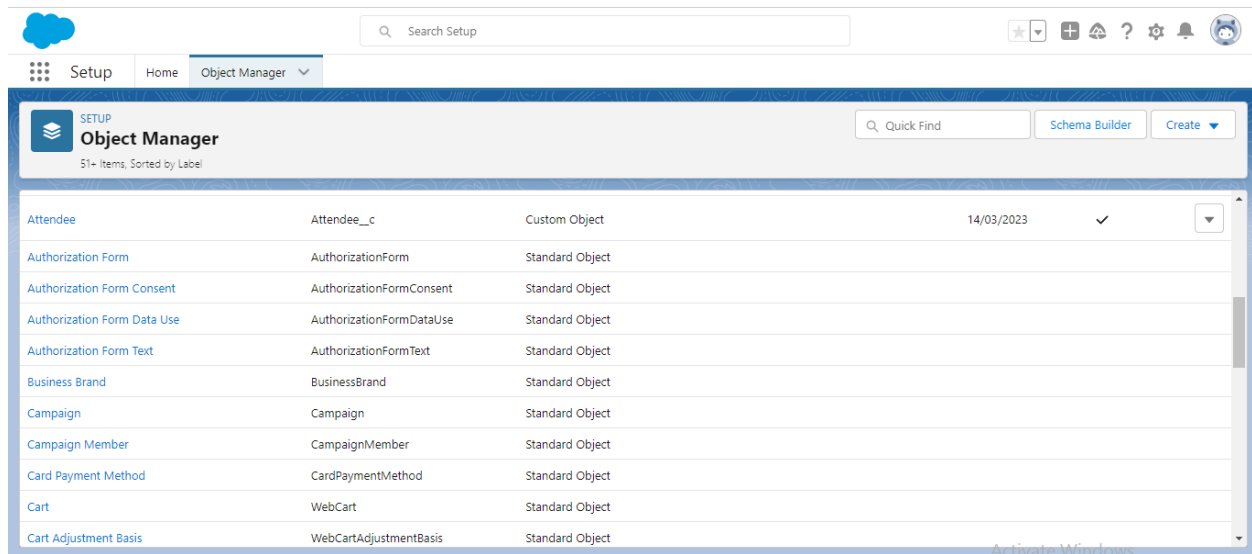 Search Setup
Setup Home Object Manager
SETUP
Object Manager
51+ Items, Sorted by Label
Quick Find Schema Builder Create
Attendee Attendee__c Custom Object 14/03/2023
Authorization Form AuthorizationForm Standard Object
Authorization Form Consent AuthorizationFormConsent Standard Object
Authorization Form Data Use AuthorizationFormDataUse Standard Object
Authorization Form Text AuthorizationFormText Standard Object
Business Brand BusinessBrand Standard Object
Campaign Campaign Standard Object
Campaign Member CampaignMember Standard Object
Card Payment Method CardPaymentMethod Standard Object
Cart WebCart Standard Object
Cart Adjustment Basis WebCartAdjustmentBasis Standard Object
Activate Windows